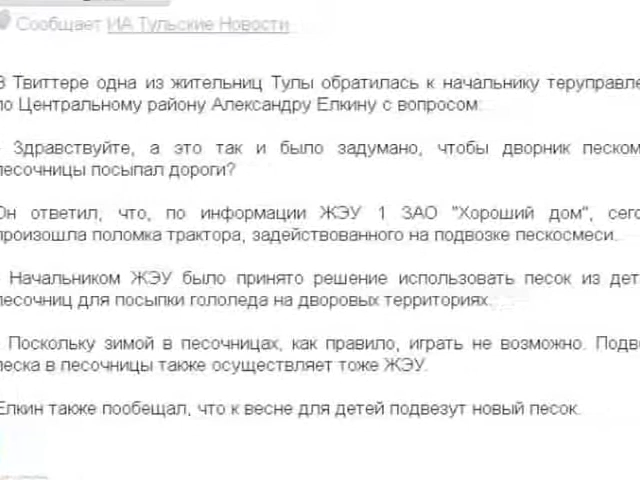 Сообщает ИА Тульские Новости
В Твиттере одна из жительниц Тулы обратилась к начальнику теруправле
по Центральному району Александру Елкину с вопросом:
- Здравствуйте, а это так и было задумано, чтобы дворник песком
песочницы посыпал дороги?
Он ответил, что, по информации ЖЭУ 1 ЗАО "Хороший дом", сего
произошла поломка трактора, задействованного на подвозке пескосмеси.
Начальником ЖЭУ было принято решение использовать песок из дет
песочниц для посыпки гололеда на дворовых территориях.
Поскольку зимой в песочницах, как правило, играть не возможно. Подво
песка в песочницы также осуществляет тоже ЖЭУ.
Елкин также пообещал, что к весне для детей подвезут новый песок.